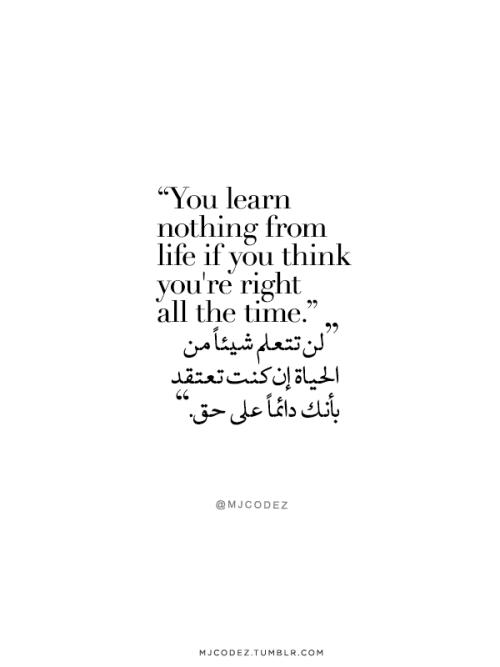 “You learn
nothing from
life if you think
you're right
all the time.”
”لن تتعلم شيئاً من
الحياة إن كنت تعتقد
بأنك دائماً على حق.“
@MJCODEZ
MJCODEZ.TUMBLR.COM